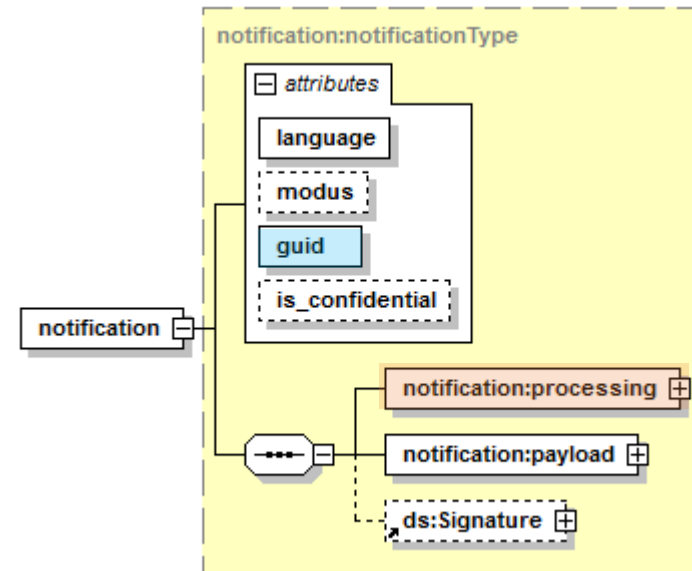 notification:notificationType
attributes
language
modus
guid
is_confidential
notification
notification:processing
notification:payload
ds:Signature